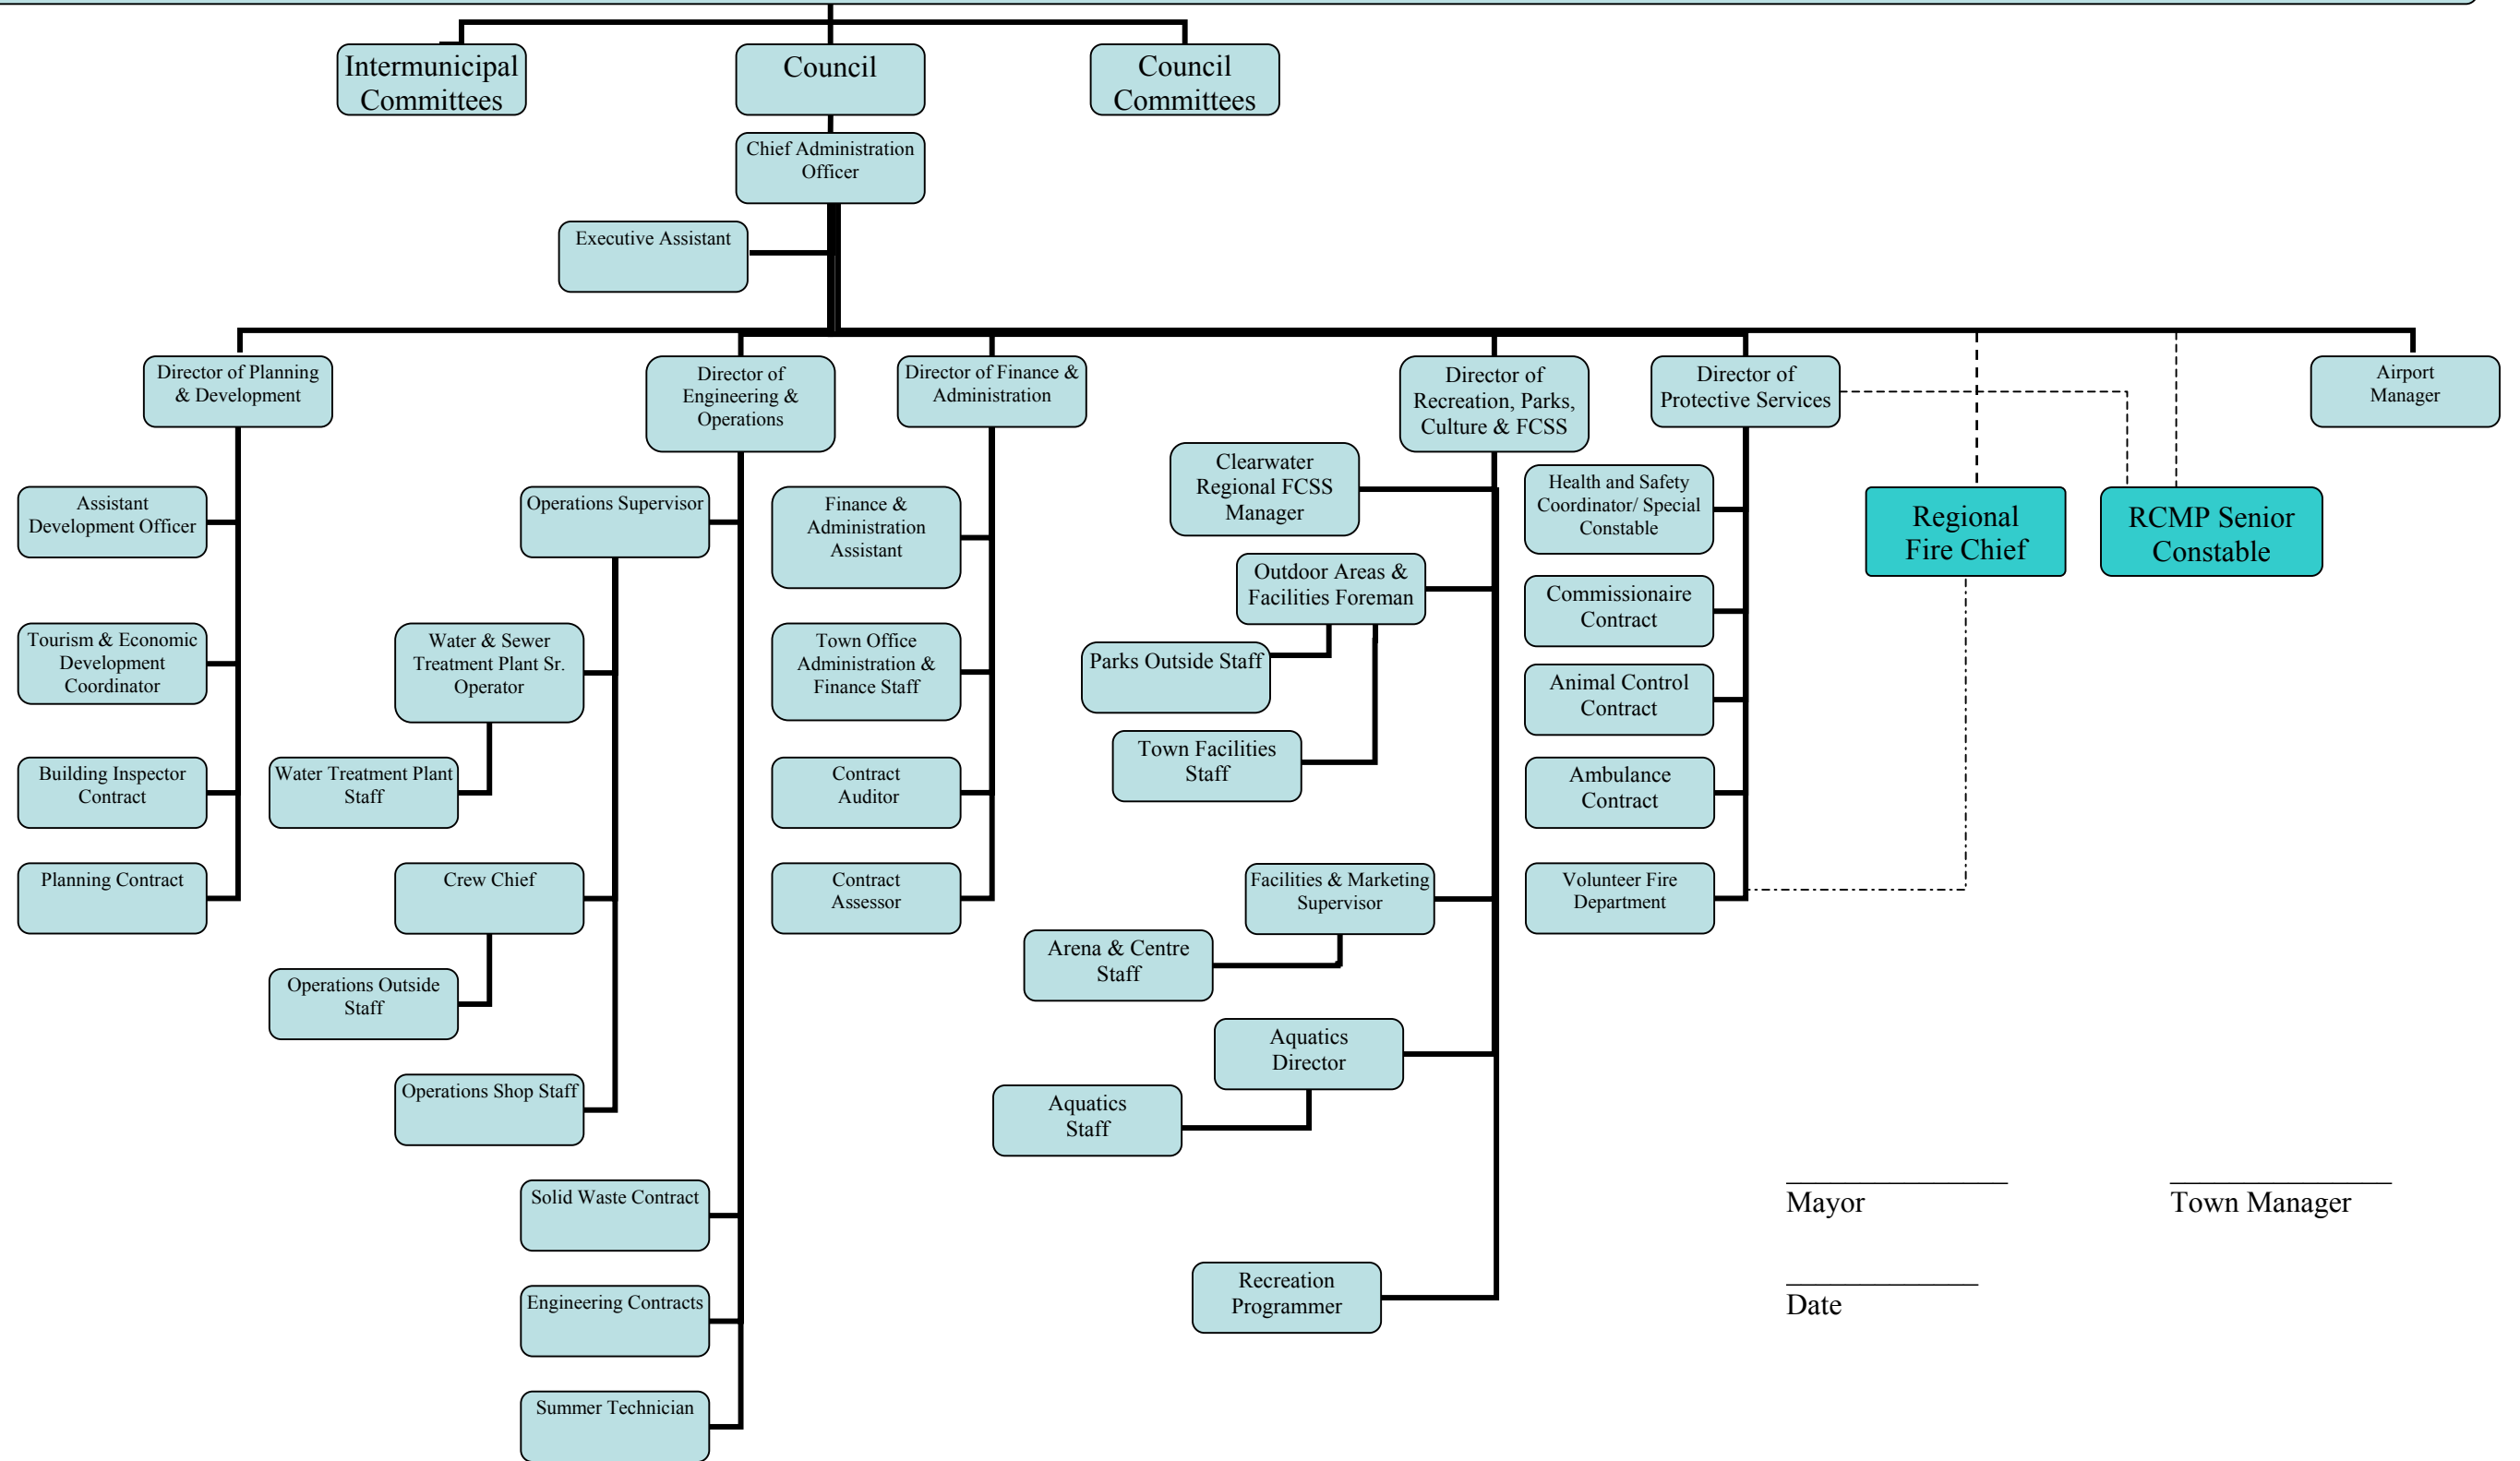 Intermunicipal
Committees
Council
Council
Committees
Chief Administration
Officer
Executive Assistant
Director of Planning
& Development
Director of
Engineering &
Operations
Director of Finance &
Administration
Director of
Recreation, Parks,
Culture & FCSS
Director of
Protective Services
Airport
Manager
Assistant
Development Officer
Tourism & Economic
Development
Coordinator
Building Inspector
Contract
Planning Contract
Operations Supervisor
Water & Sewer
Treatment Plant Sr.
Operator
Water Treatment Plant
Staff
Crew Chief
Operations Outside
Staff
Operations Shop Staff
Solid Waste Contract
Engineering Contracts
Summer Technician
Finance &
Administration
Assistant
Town Office
Administration &
Finance Staff
Contract
Auditor
Contract
Assessor
Clearwater
Regional FCSS
Manager
Outdoor Areas &
Facilities Foreman
Parks Outside Staff
Town Facilities
Staff
Facilities & Marketing
Supervisor
Arena & Centre
Staff
Aquatics
Director
Aquatics
Staff
Recreation
Programmer
Health and Safety
Coordinator/ Special
Constable
Commissionaire
Contract
Animal Control
Contract
Ambulance
Contract
Volunteer Fire
Department
Regional
Fire Chief
RCMP Senior
Constable
Mayor
Town Manager
Date